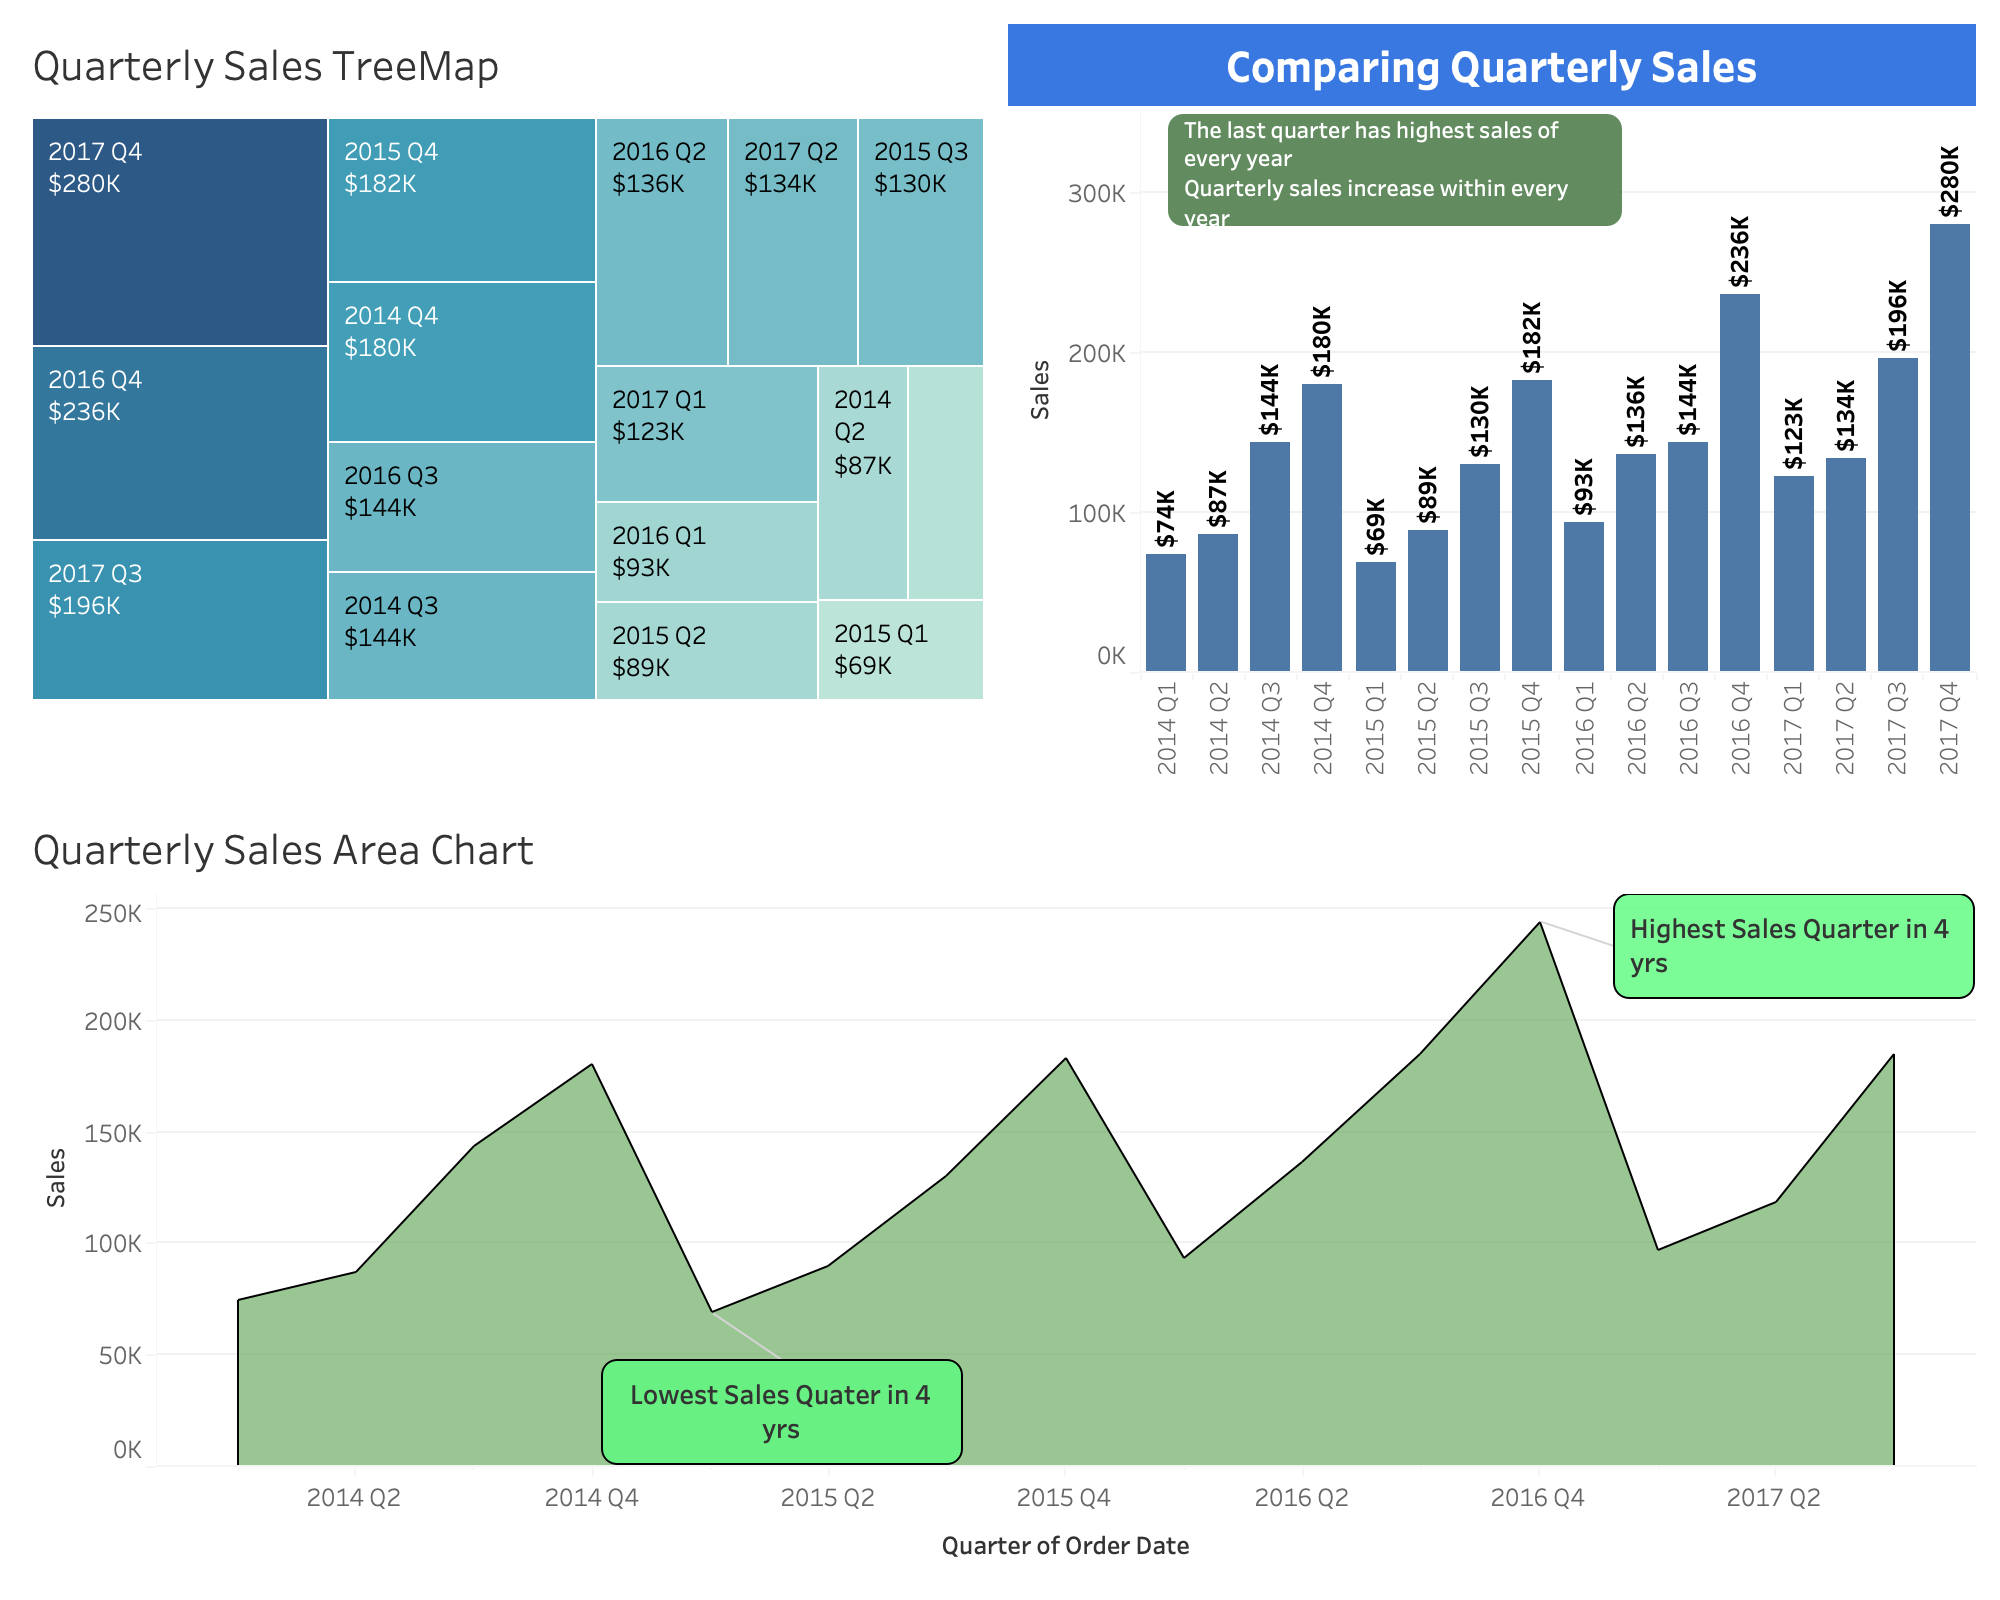 Quarterly Sales TreeMap
2017 Q4
$280K
2016 Q4
$236K
2017 Q3
$196K
2015 Q4
$182K
2014 Q4
$180K
2016 Q3
$144K
2014 Q3
$144K
2016 Q2
$136K
2017 Q2
$134K
2015 Q3
$130K
2017 Q1
$123K
2016 Q1
$93K
2015 Q2
$89K
2014
Q2
$87K
2015 Q1
$69K
Comparing Quarterly Sales
The last quarter has highest sales of
every year
Quarterly sales increase within every
year
Sales
300K
200K
100K
0K
$74K
$87K
$144K
$180K
$69K
$89K
$130K
$182K
$93K
$136K
$144K
$236K
$123K
$134K
$196K
$280K
2014 Q1
2014 Q2
2014 Q3
2014 Q4
2015 Q1
2015 Q2
2015 Q3
2015 Q4
2016 Q1
2016 Q2
2016 Q3
2016 Q4
2017 Q1
2017 Q2
2017 Q3
2017 Q4
Quarterly Sales Area Chart
Sales
250K
200K
150K
100K
50K
0K
Highest Sales Quarter in 4
yrs
Lowest Sales Quater in 4
yrs
2014 Q2
2014 Q4
2015 Q2
2015 Q4
2016 Q2
2016 Q4
2017 Q2
Quarter of Order Date